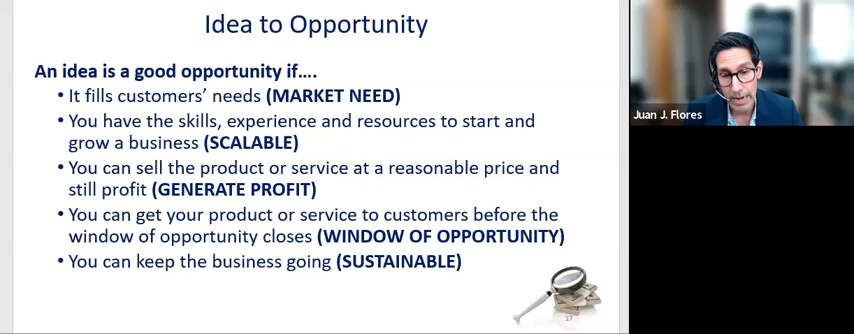 Idea to Opportunity
An idea is a good opportunity if….
• It fills customers’ needs (MARKET NEED)
• You have the skills, experience and resources to start and
grow a business (SCALABLE)
• You can sell the product or service at a reasonable price and
still profit (GENERATE PROFIT)
• You can get your product or service to customers before the
window of opportunity closes (WINDOW OF OPPORTUNITY)
• You can keep the business going (SUSTAINABLE)
17
Juan J. Flores